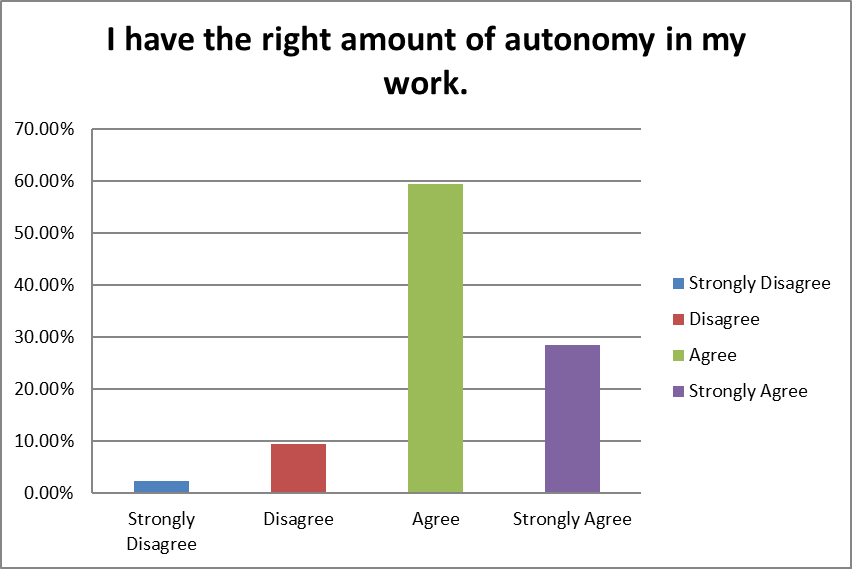 I have the right amount of autonomy in my
work.
70.00%
60.00%
50.00%
40.00%
30.00%
20.00%
10.00%
0.00%
Strongly
Disagree
Disagree
Agree
Strongly Agree
Strongly Disagree
Disagree
Agree
Strongly Agree